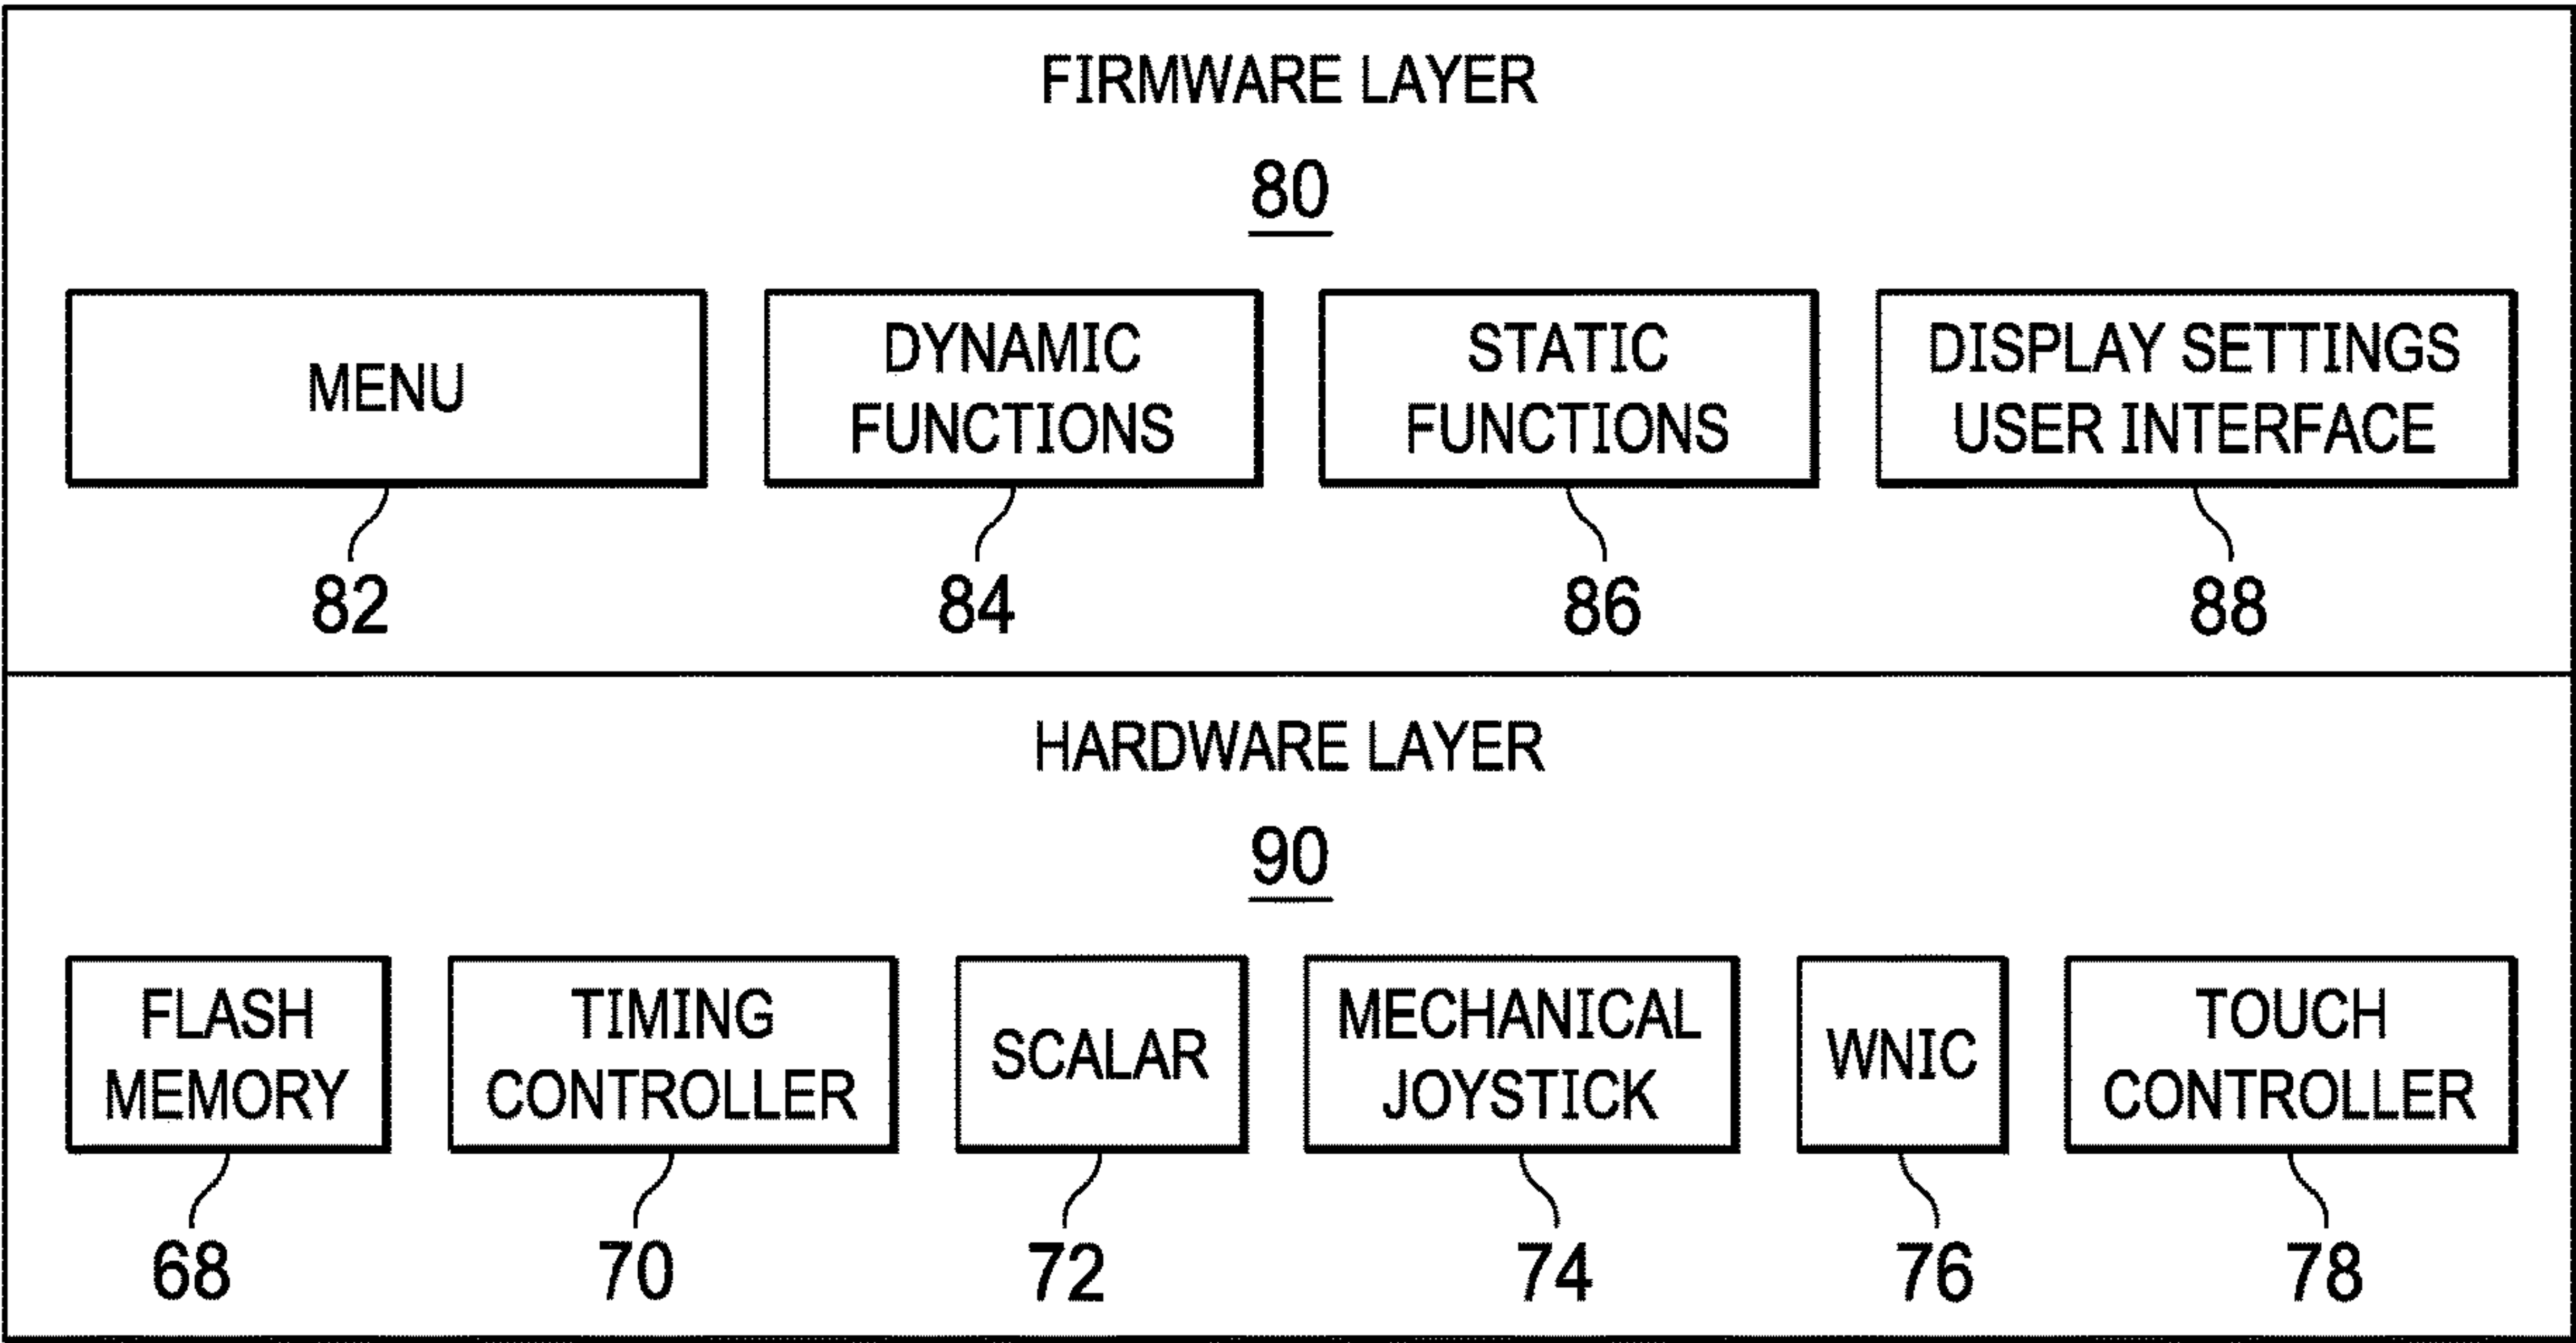 FIRMWARE LAYER
80
MENU
DYNAMIC
FUNCTIONS
STATIC
FUNCTIONS
DISPLAY SETTINGS
USER INTERFACE
82
84
86
88
HARDWARE LAYER
90
FLASH
MEMORY
TIMING
CONTROLLER
SCALAR
MECHANICAL
JOYSTICK
WNIC
TOUCH
CONTROLLER
68
70
72
74
76
78